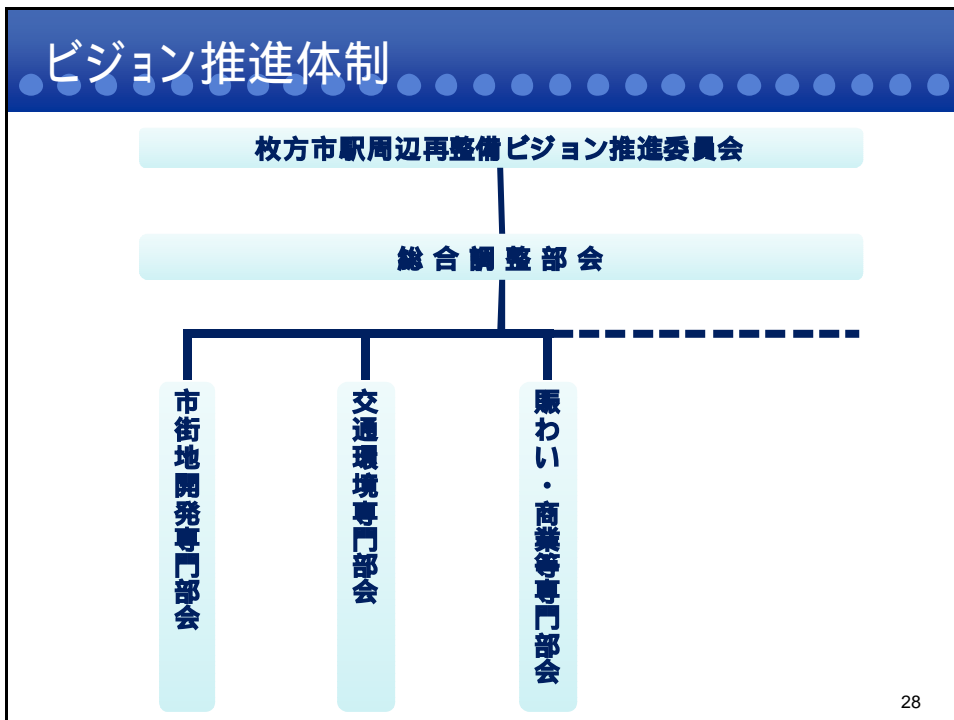 ビジョン推進体制
枚方市駅周辺再整備ビジョン推進委員会
総合調整部会
市街地開発専門部会
交通環境専門部会
賑わい・商業等専門部会
28